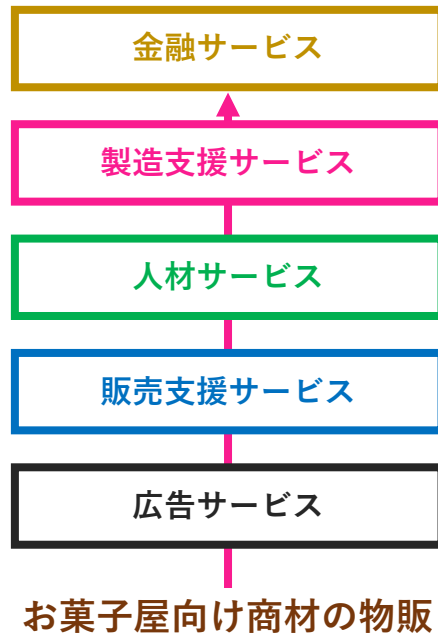 金融サービス
製造支援サービス
人材サービス
販売支援サービス
広告サービス
お菓子屋向け商材の物販